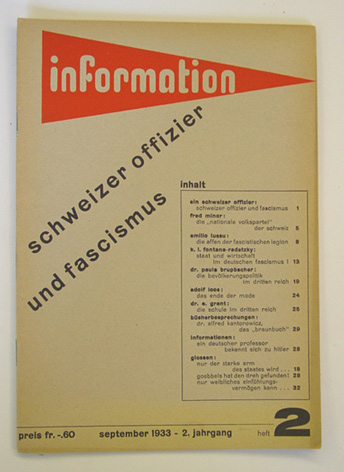 information
schweizer offizier
und fascismus
inhalt
ein schweizer offizier:
schweizer offizier und fascismus 1
fred minor:
die „nationale volkspartei"
der schweiz 5
emilio lussu:
die affen der fascistischen legion 8
k. l. fontana-radetzky:
staat und wirtschaft
im deutschen fascismus I 13
dr. paula brupbacher:
die bevölkerungspolitik
im dritten reich 19
adolf loos:
das ende der mode 24
dr. e. grant:
die schule im dritten reich 25
bücherbesprechungen:
dr. alfred kantorowicz,
das „braunbuch" 29
informationen:
ein deutscher professor
bekennt sich zu hitler 28
glossen:
nur der starke arm
des staates wird ... 18
goebbels hat den dreh gefunden! 28
nur weibliches einfühlungs-
vermögen kann ... 32
preis fr. -.60 september 1933 - 2. jahrgang heft 2